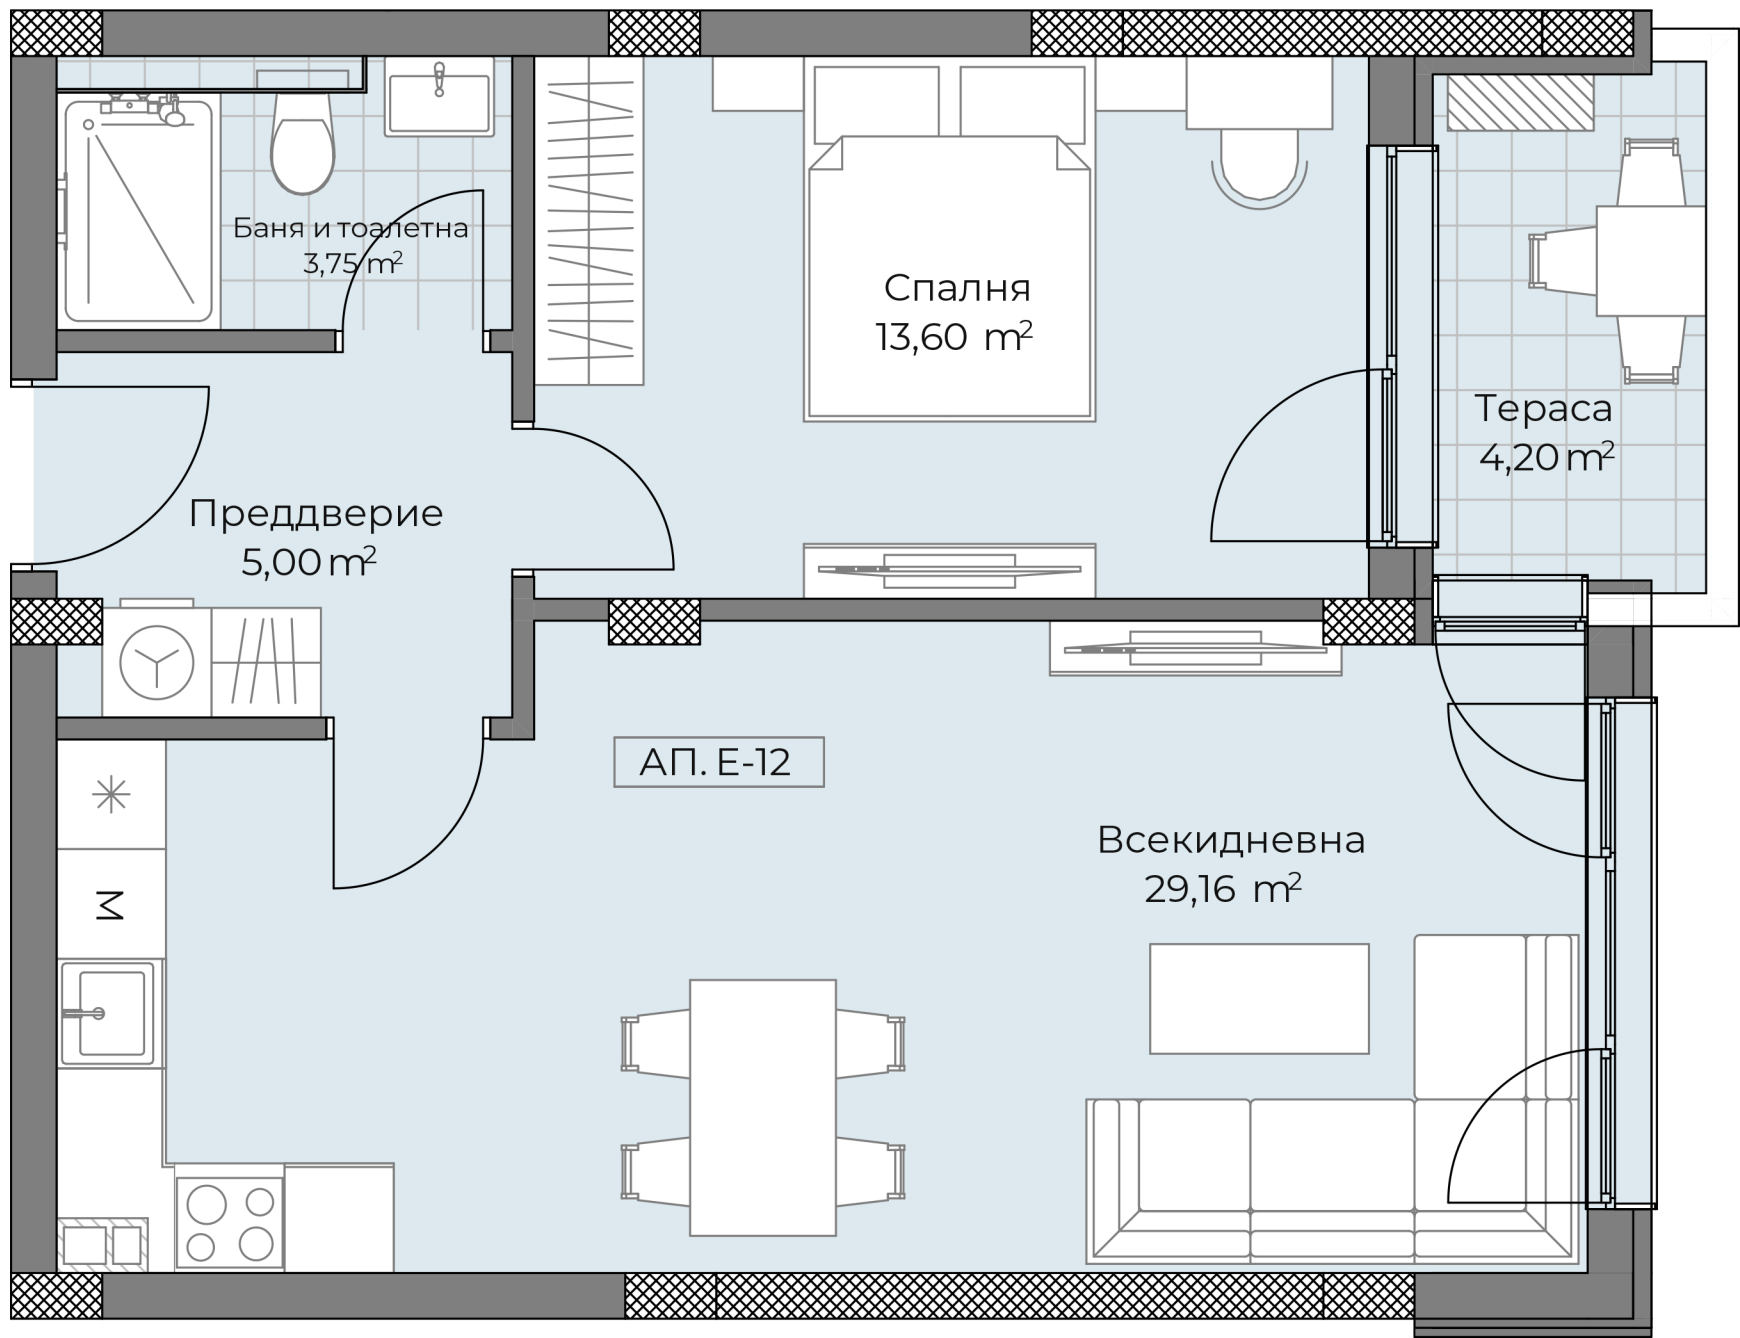 Баня и тоалетна
3,75 m²
Спалня
13,60 m²
Тераса
4,20 m²
Преддверие
5,00 m²
АП. Е-12
Всекидневна
29,16 m²
М